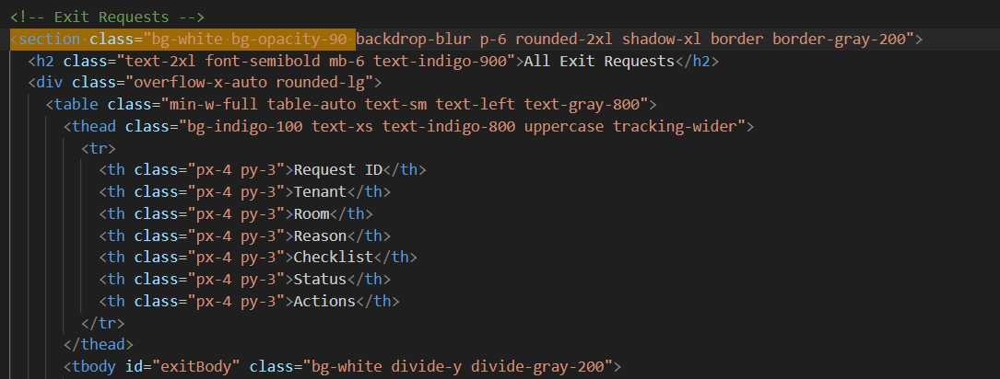 <!-- Exit Requests -->
<section class="bg-white bg-opacity-90 backdrop-blur p-6 rounded-2xl shadow-xl border border-gray-200">
<h2 class="text-2xl font-semibold mb-6 text-indigo-900">All Exit Requests</h2>
<div class="overflow-x-auto rounded-lg">
<table class="min-w-full table-auto text-sm text-left text-gray-800">
<thead class="bg-indigo-100 text-xs text-indigo-800 uppercase tracking-wider">
<tr>
<th class="px-4 py-3">Request ID</th>
<th class="px-4 py-3">Tenant</th>
<th class="px-4 py-3">Room</th>
<th class="px-4 py-3">Reason</th>
<th class="px-4 py-3">Checklist</th>
<th class="px-4 py-3">Status</th>
<th class="px-4 py-3">Actions</th>
</tr>
</thead>
<tbody id="exitBody" class="bg-white divide-y divide-gray-200">